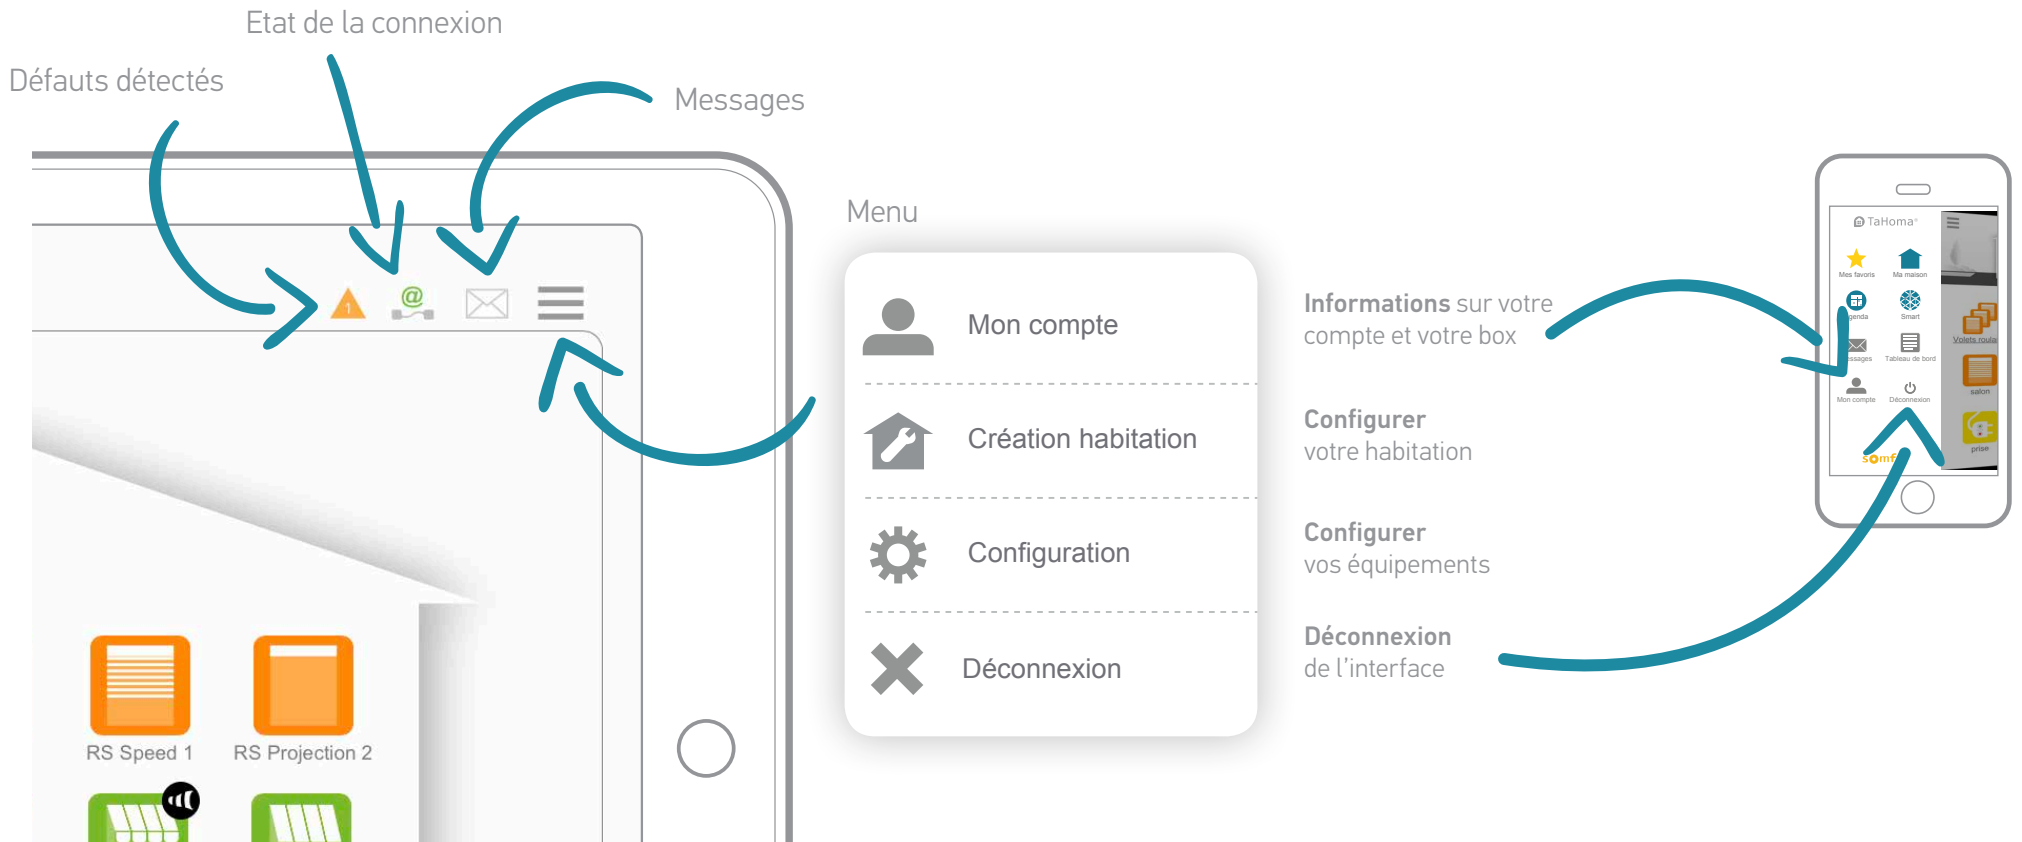 Etat de la connexion
Défauts détectés
Messages
1
@
RS Speed 1
RS Projection 2
Menu
Mon compte
Création habitation
Configuration
Déconnexion
Informations sur votre
compte et votre box
Configurer
votre habitation
Configurer
vos équipements
Déconnexion
de l'interface
TaHoma®
Mes favoris
Ma maison
Smart
Tableau de bord
Mon compte
Déconnexion
salon
prise